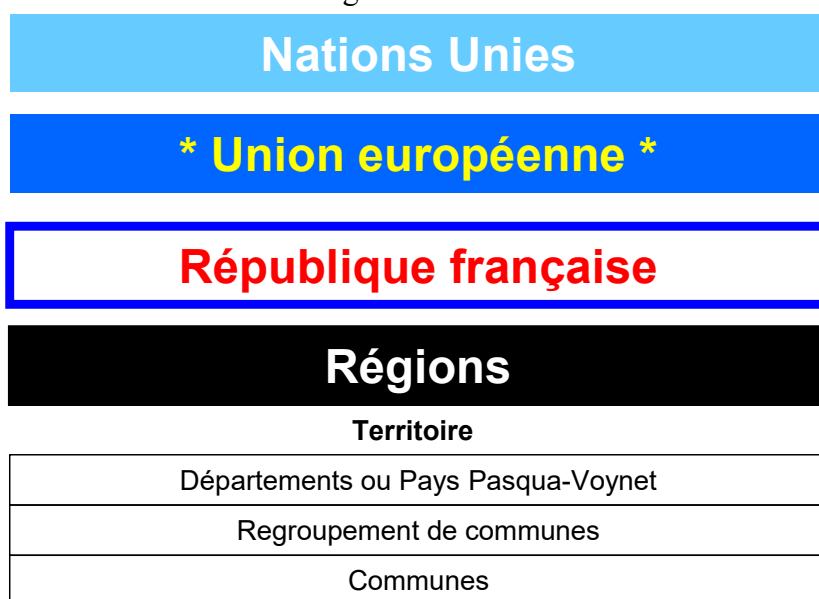 Nations Unies
* Union européenne *
République française
Régions
Territoire
Départements ou Pays Pasqua-Voynet
Regroupement de communes
Communes